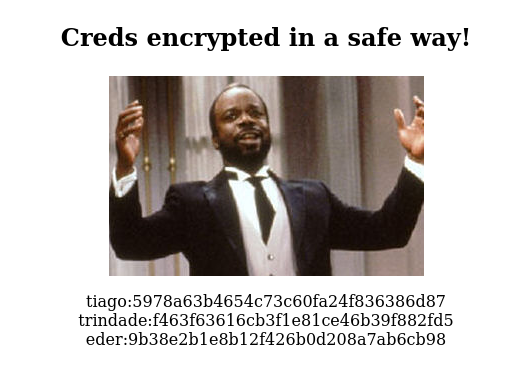 Creds encrypted in a safe way!
tiago:5978a63b4654c73c60fa24f836386d87
trindade:f463f63616cb3f1e81ce46b39f882fd5
eder:9b38e2b1e8b12f426b0d208a7ab6cb98